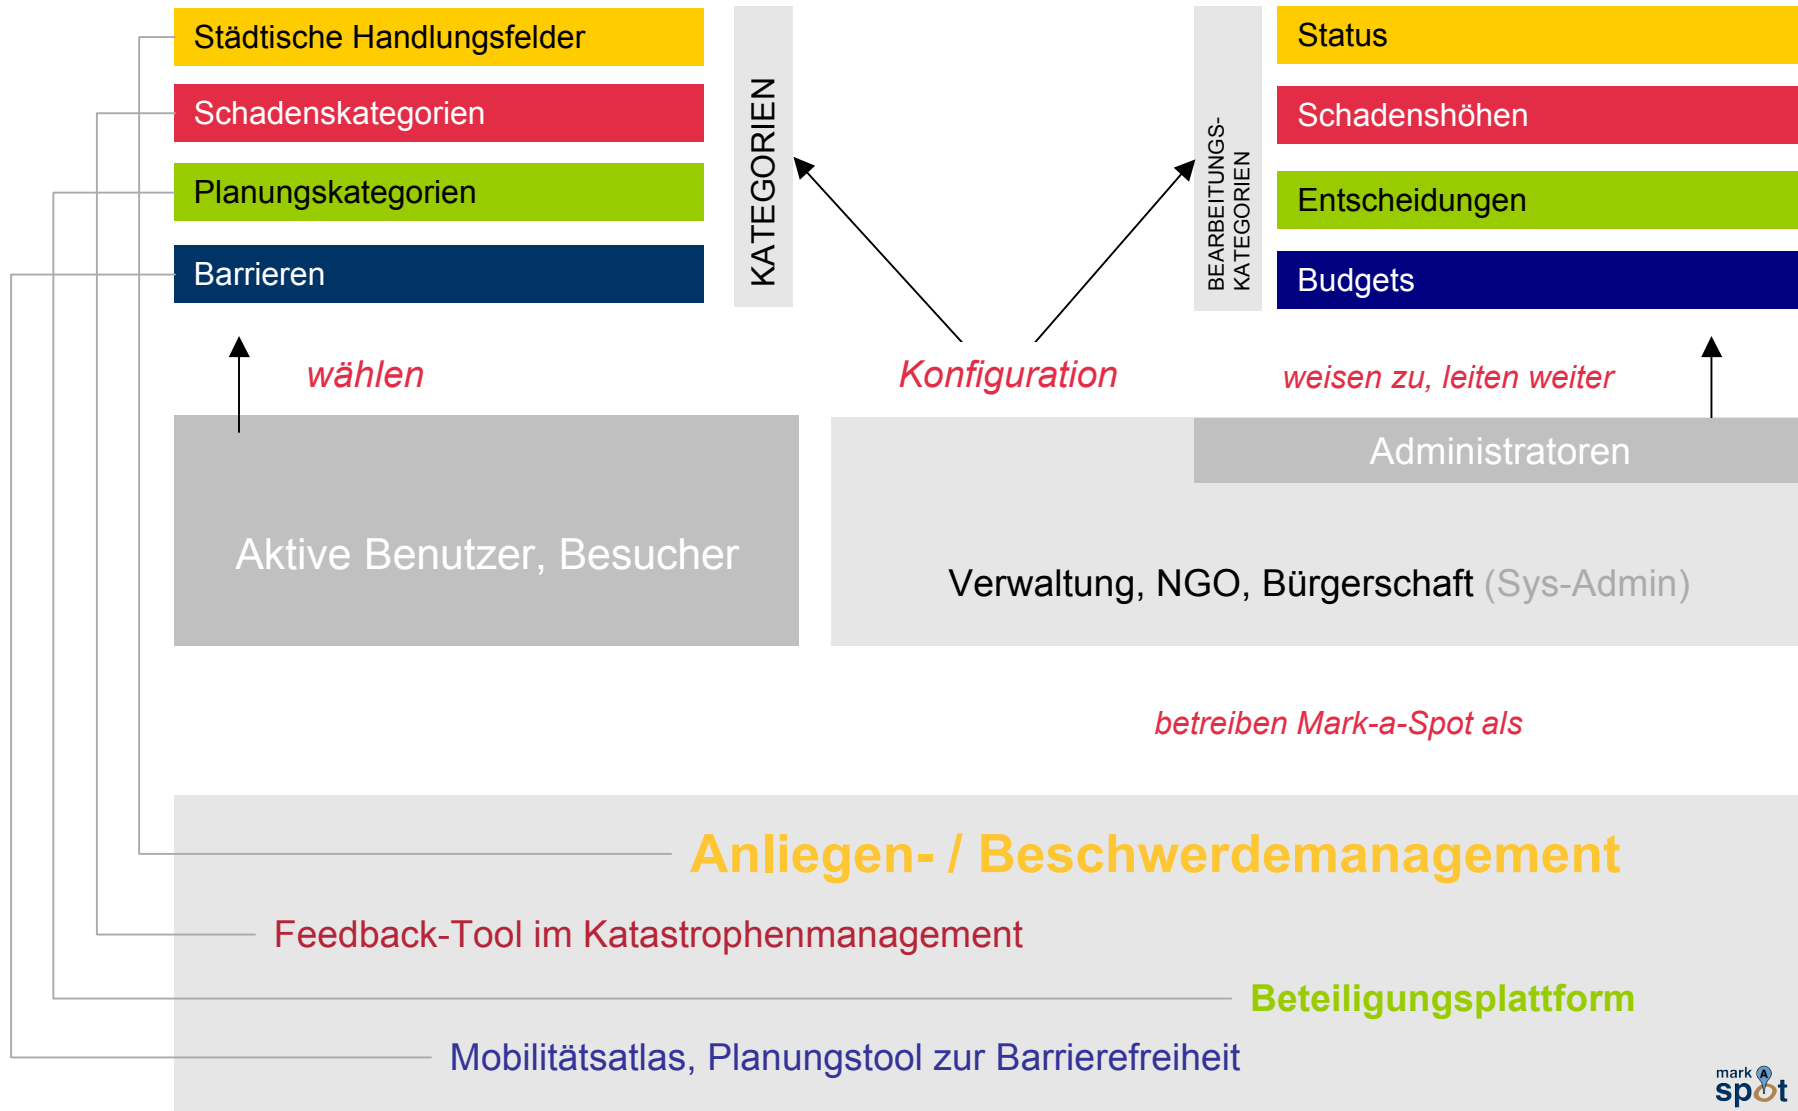 Städtische Handlungsfelder
Schadenskategorien
Planungskategorien
Barrieren
KATEGORIEN
BEARBEITUNGS-
KATEGORIEN
Status
Schadenshöhen
Entscheidungen
Budgets
wählen
Konfiguration
weisen zu, leiten weiter
Aktive Benutzer, Besucher
Administratoren
Verwaltung, NGO, Bürgerschaft (Sys-Admin)
betreiben Mark-a-Spot als
Anliegen- / Beschwerdemanagement
Feedback-Tool im Katastrophenmanagement
Beteiligungsplattform
Mobilitätsatlas, Planungstool zur Barrierefreiheit
mark A
spot